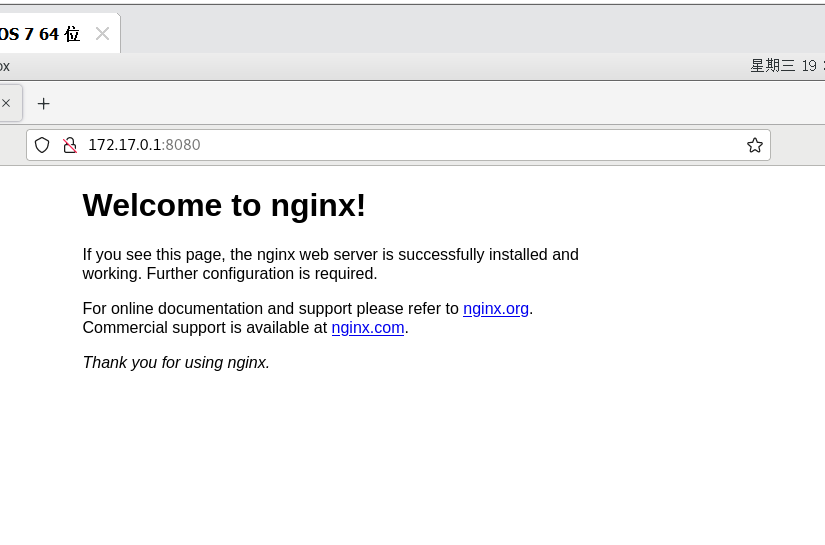 OS 7 64 位
ox
星期三 19
172.17.0.1:8080
Welcome to nginx!
If you see this page, the nginx web server is successfully installed and
working. Further configuration is required.
For online documentation and support please refer to nginx.org.
Commercial support is available at nginx.com.
Thank you for using nginx.